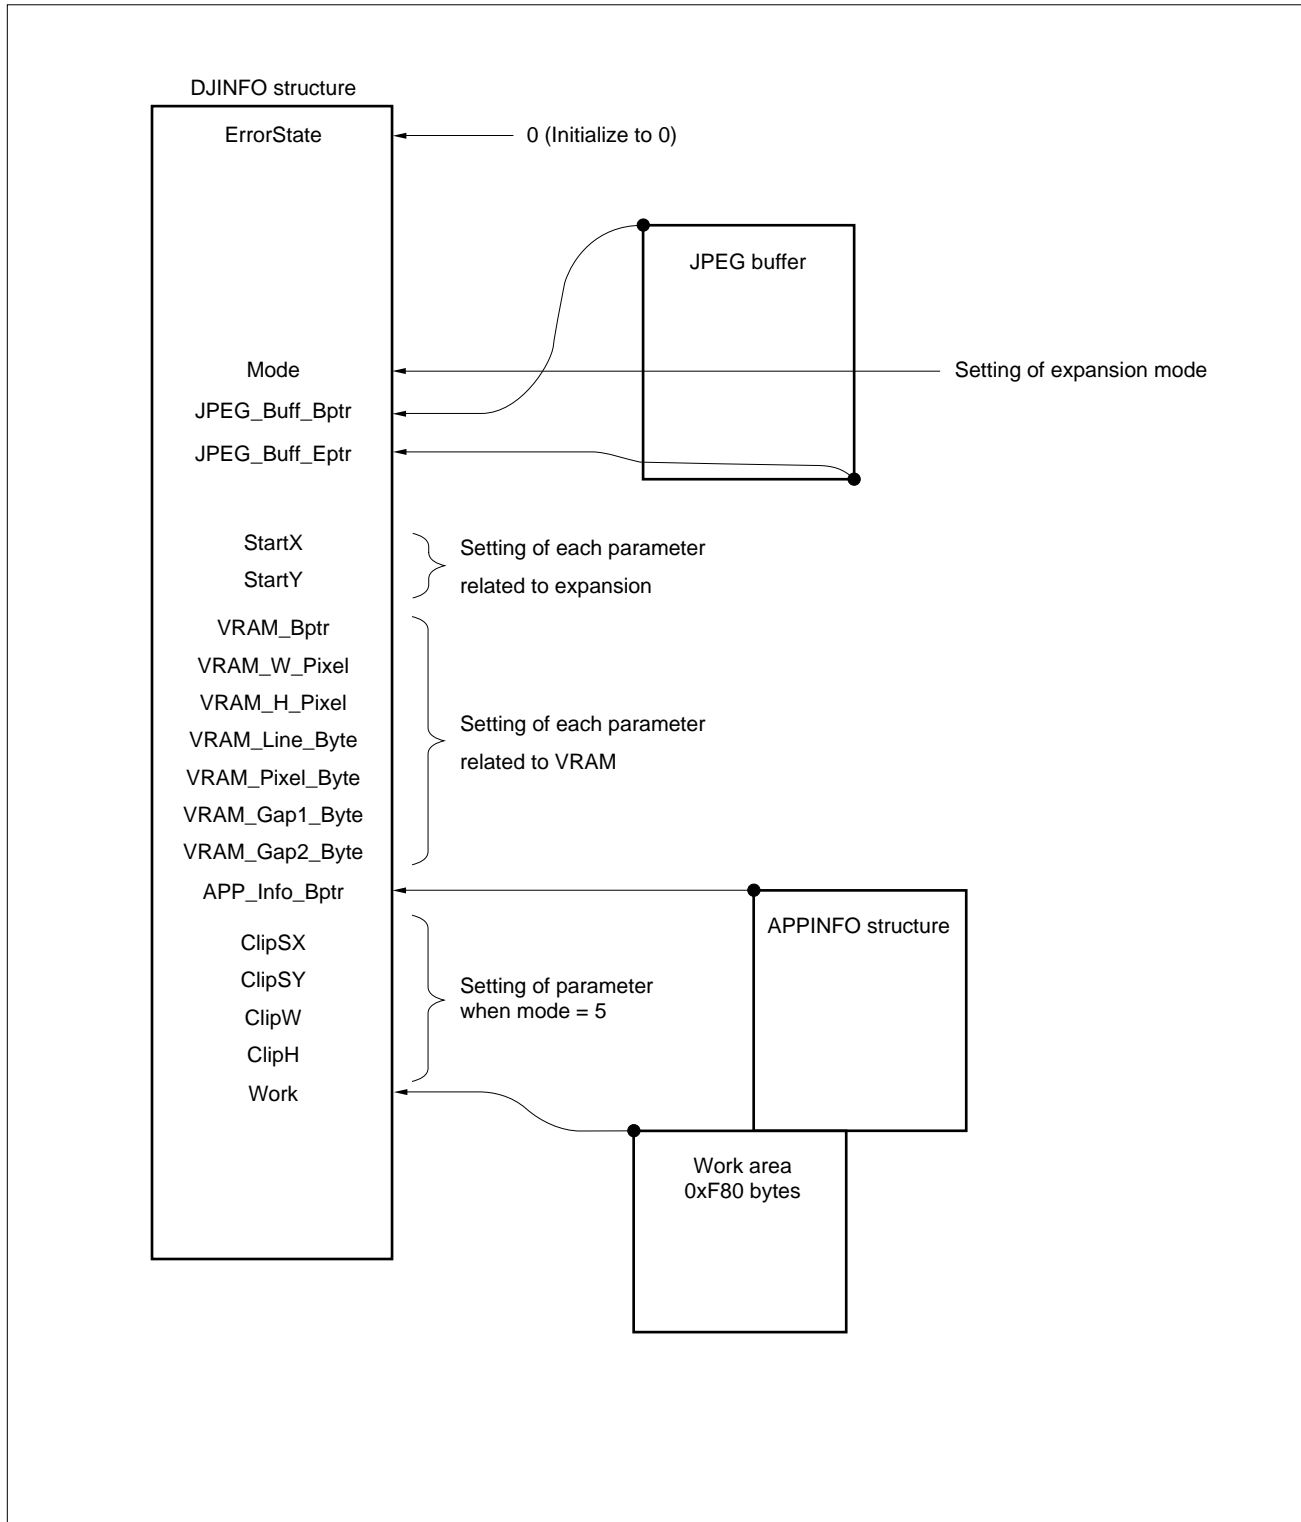 DJINFO structure
ErrorState
0 (Initialize to 0)
JPEG buffer
Mode
Setting of expansion mode
JPEG_Buff_Bptr
JPEG_Buff_Eptr
StartX
StartY
Setting of each parameter
related to expansion
VRAM_Bptr
VRAM_W_Pixel
VRAM_H_Pixel
VRAM_Line_Byte
VRAM_Pixel_Byte
VRAM_Gap1_Byte
VRAM_Gap2_Byte
Setting of each parameter
related to VRAM
APP_Info_Bptr
APPINFO structure
ClipSX
ClipSY
ClipW
ClipH
Setting of parameter
when mode = 5
Work
Work area
0xF80 bytes